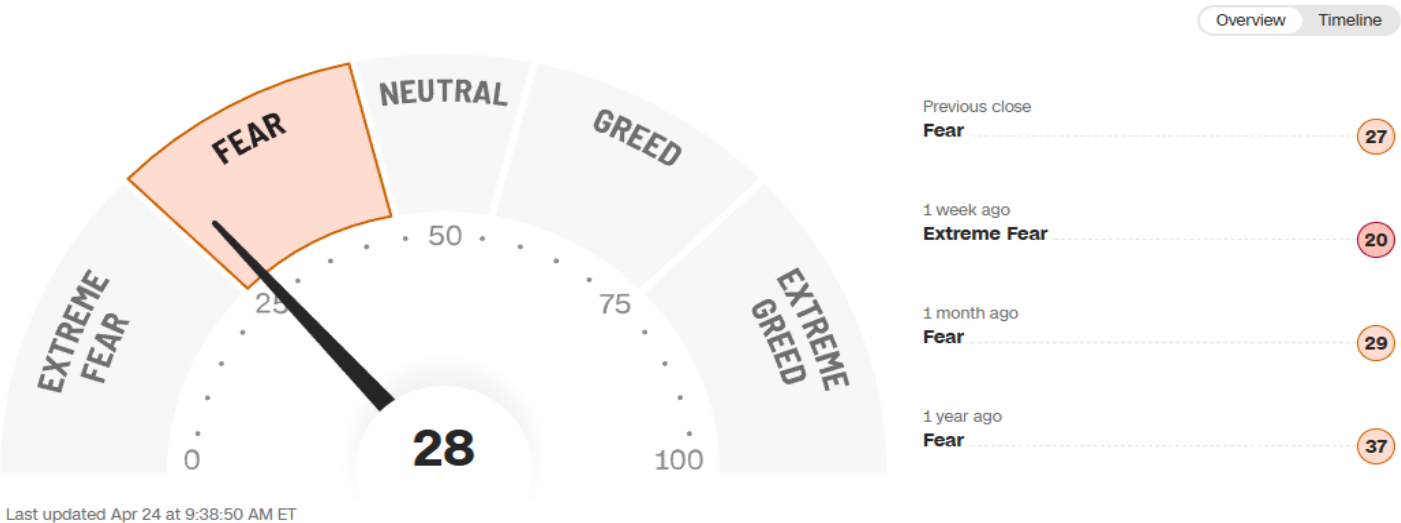 Overview
Timeline
EXTREME
FEAR
FEAR
NEUTRAL
GREED
EXTREME
GREED
0
25
50
75
100
28
Last updated Apr 24 at 9:38:50 AM ET
Previous close
Fear
27
1 week ago
Extreme Fear
20
1 month ago
Fear
29
1 year ago
Fear
37